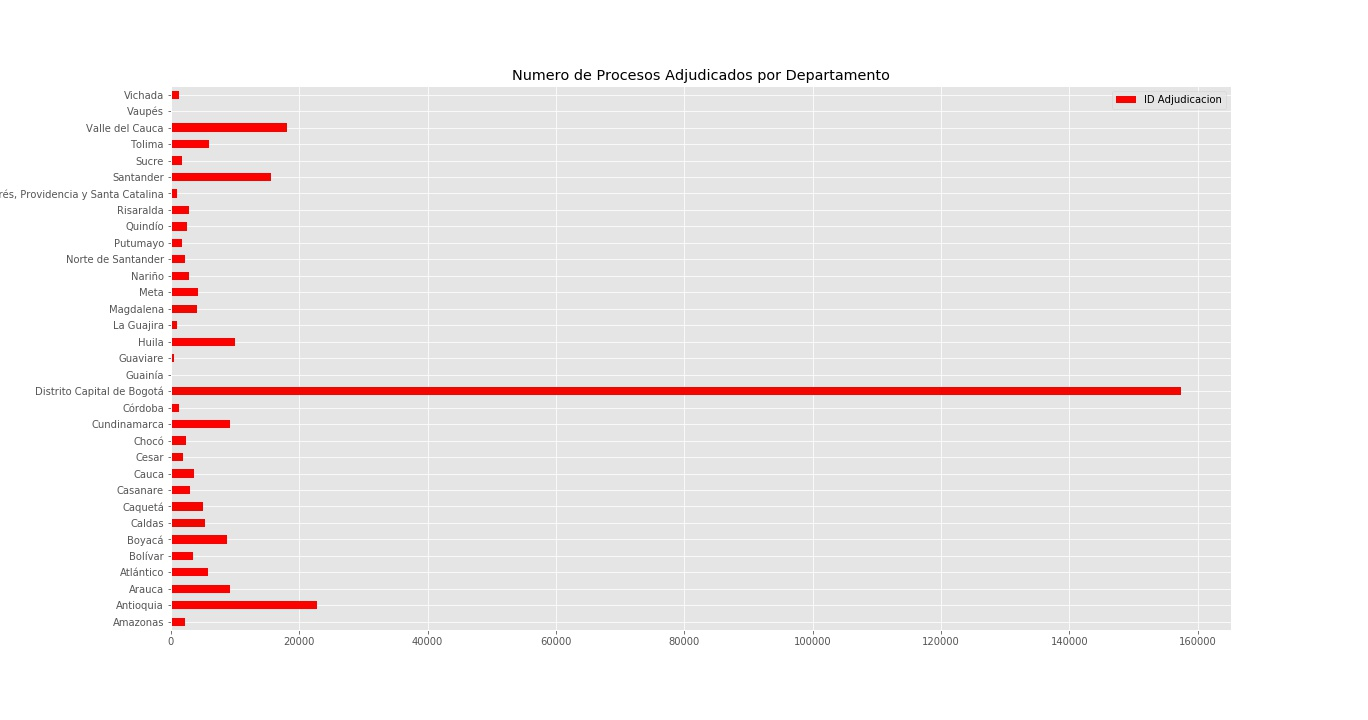 Numero de Procesos Adjudicados por Departamento
ID Adjudicacion
Vichada
Vaupés
Valle del Cauca
Tolima
Sucre
Santander
rés, Providencia y Santa Catalina
Risaralda
Quindío
Putumayo
Norte de Santander
Nariño
Meta
Magdalena
La Guajira
Huila
Guaviare
Guainía
Distrito Capital de Bogotá
Córdoba
Cundinamarca
Chocó
Cesar
Cauca
Casanare
Caquetá
Caldas
Boyacá
Bolívar
Atlántico
Arauca
Antioquia
Amazonas
0 20000 40000 60000 80000 100000 120000 140000 160000